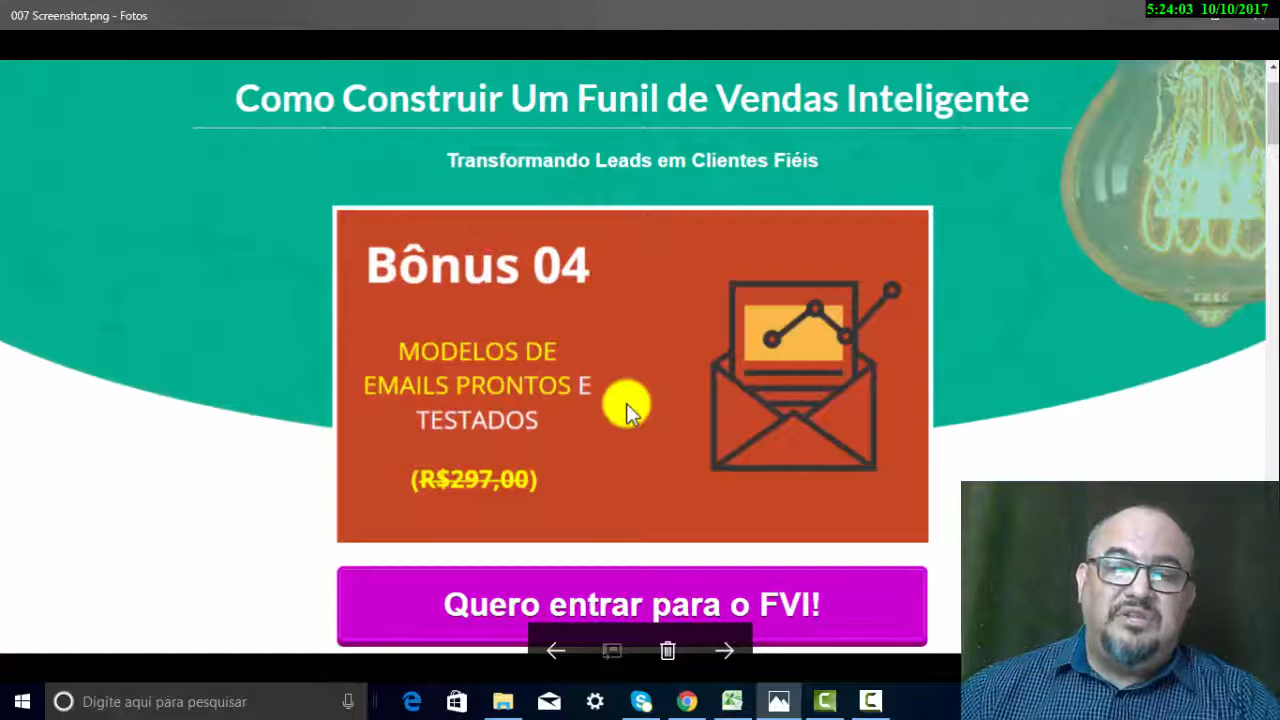 007 Screenshot.png - Fotos
5:24:03 10/10/2017
Como Construir Um Funil de Vendas Inteligente
Transformando Leads em Clientes Fiéis
Bônus 04
MODELOS DE
EMAILS PRONTOS E
TESTADOS
(R$297,00)
Quero entrar para o FVI!
Digite aqui para pesquisar